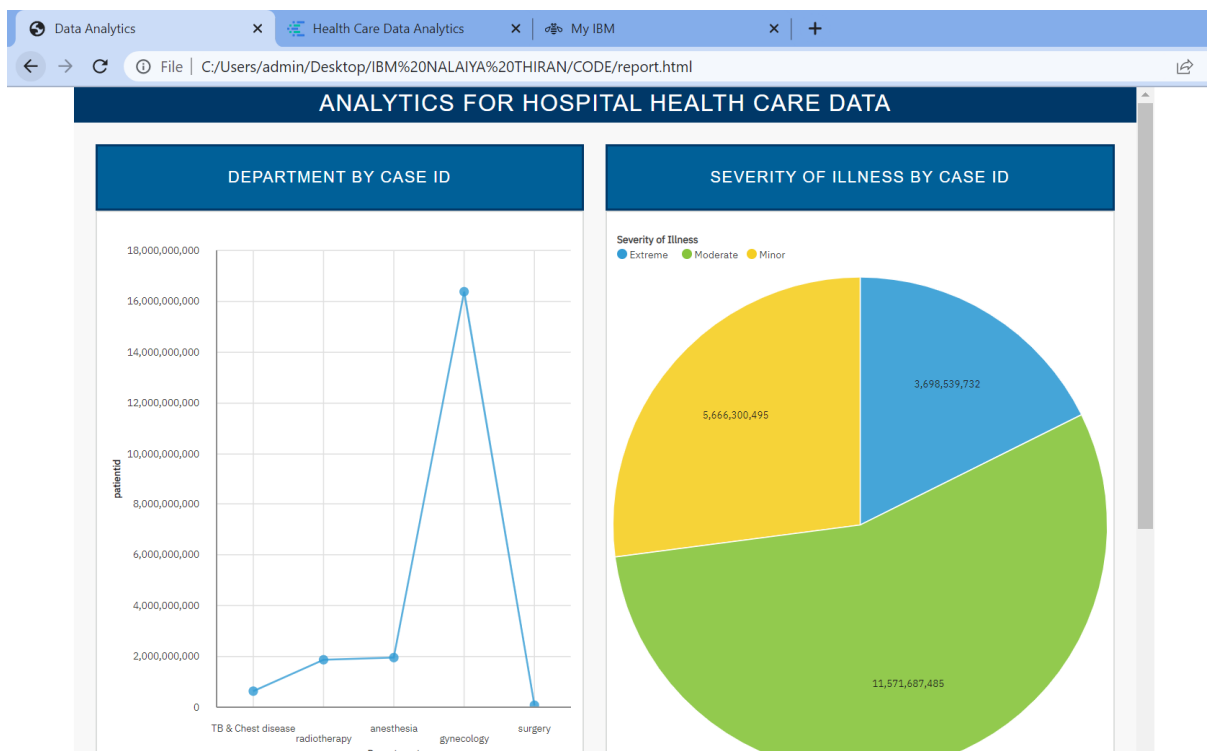 Data Analytics
Health Care Data Analytics
My IBM
File
C:/Users/admin/Desktop/IBM%20NALAIYA%20THIRAN/CODE/report.html
ANALYTICS FOR HOSPITAL HEALTH CARE DATA
DEPARTMENT BY CASE ID
18,000,000,000
16,000,000,000
14,000,000,000
12,000,000,000
10,000,000,000
8,000,000,000
6,000,000,000
4,000,000,000
2,000,000,000
0
patientid
TB & Chest disease
radiotherapy
anesthesia
gynecology
surgery
SEVERITY OF ILLNESS BY CASE ID
Severity of Illness
Extreme Moderate Minor
3,698,539,732
5,666,300,495
11,571,687,485